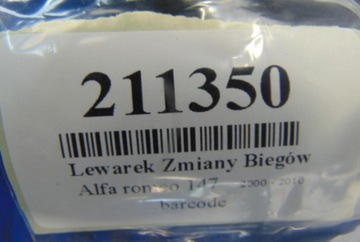 211350
Lewarek Zmiany Biegów
Alfa romeo 147 2000 - 2010
barcode